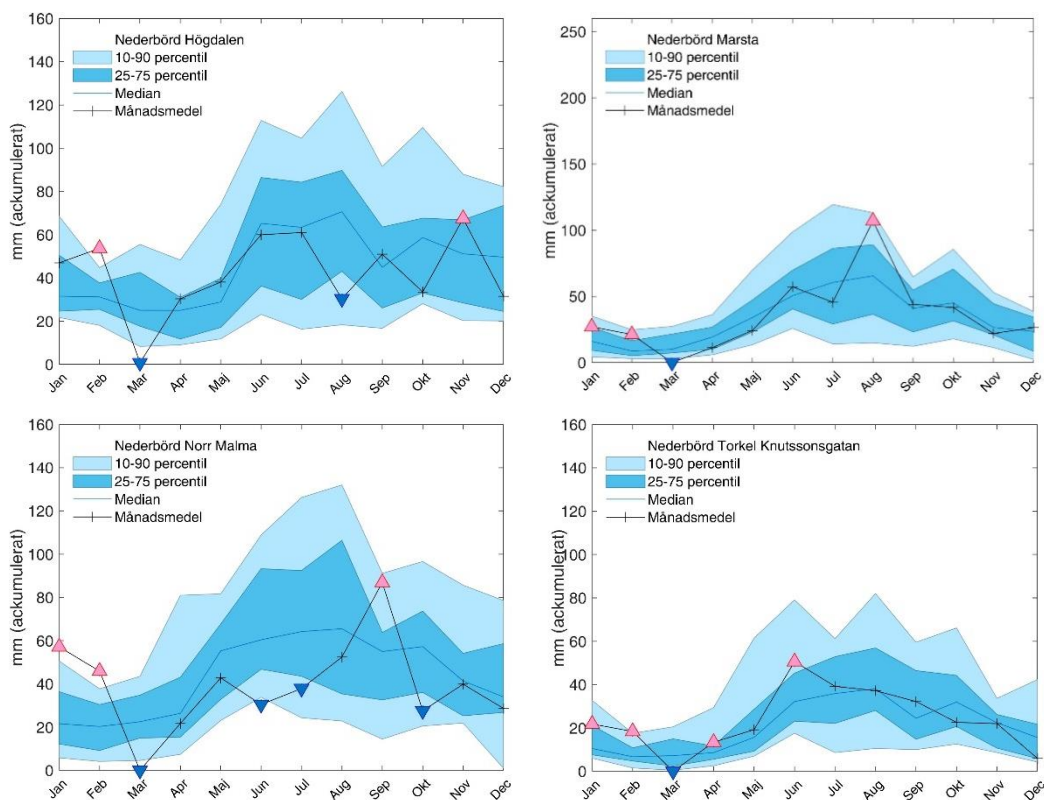 Nederbörd Högdalen
10-90 percentil
25-75 percentil
Median
Månadsmedel
mm (ackumulerat)
160
140
120
100
80
60
40
20
0
Jan Feb Mar Apr Maj Jun Jul Aug Sep Okt Nov Dec
Nederbörd Marsta
10-90 percentil
25-75 percentil
Median
Månadsmedel
mm (ackumulerat)
250
200
150
100
50
0
Jan Feb Mar Apr Maj Jun Jul Aug Sep Okt Nov Dec
Nederbörd Norr Malma
10-90 percentil
25-75 percentil
Median
Månadsmedel
mm (ackumulerat)
160
140
120
100
80
60
40
20
0
Jan Feb Mar Apr Maj Jun Jul Aug Sep Okt Nov Dec
Nederbörd Torkel Knutssonsgatan
10-90 percentil
25-75 percentil
Median
Månadsmedel
mm (ackumulerat)
160
140
120
100
80
60
40
20
0
Jan Feb Mar Apr Maj Jun Jul Aug Sep Okt Nov Dec